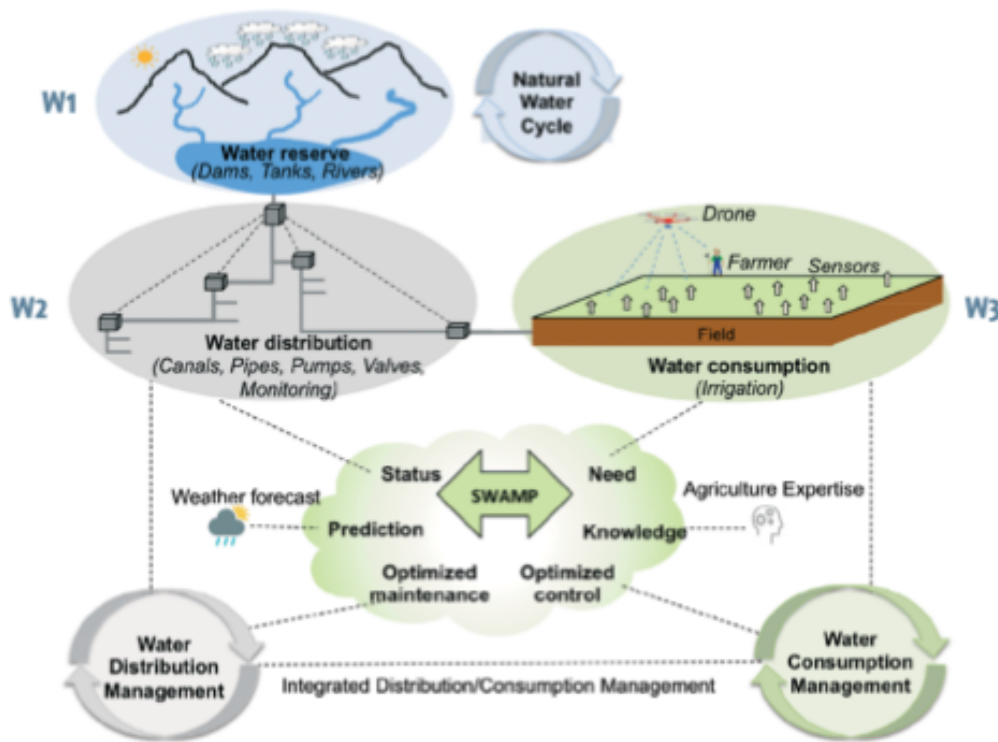 W1
Natural
Water
Cycle
Water reserve
(Dams, Tanks, Rivers)
Drone
Farmer
Sensors
W2
W3
Field
Water distribution
(Canals, Pipes, Pumps, Valves,
Monitoring)
Water consumption
(Irrigation)
Status
SWAMP
Need
Weather forecast
Agriculture Expertise
Prediction
Knowledge
Optimized
maintenance
Optimized
control
Water
Distribution
Management
Water
Consumption
Management
Integrated Distribution/Consumption Management